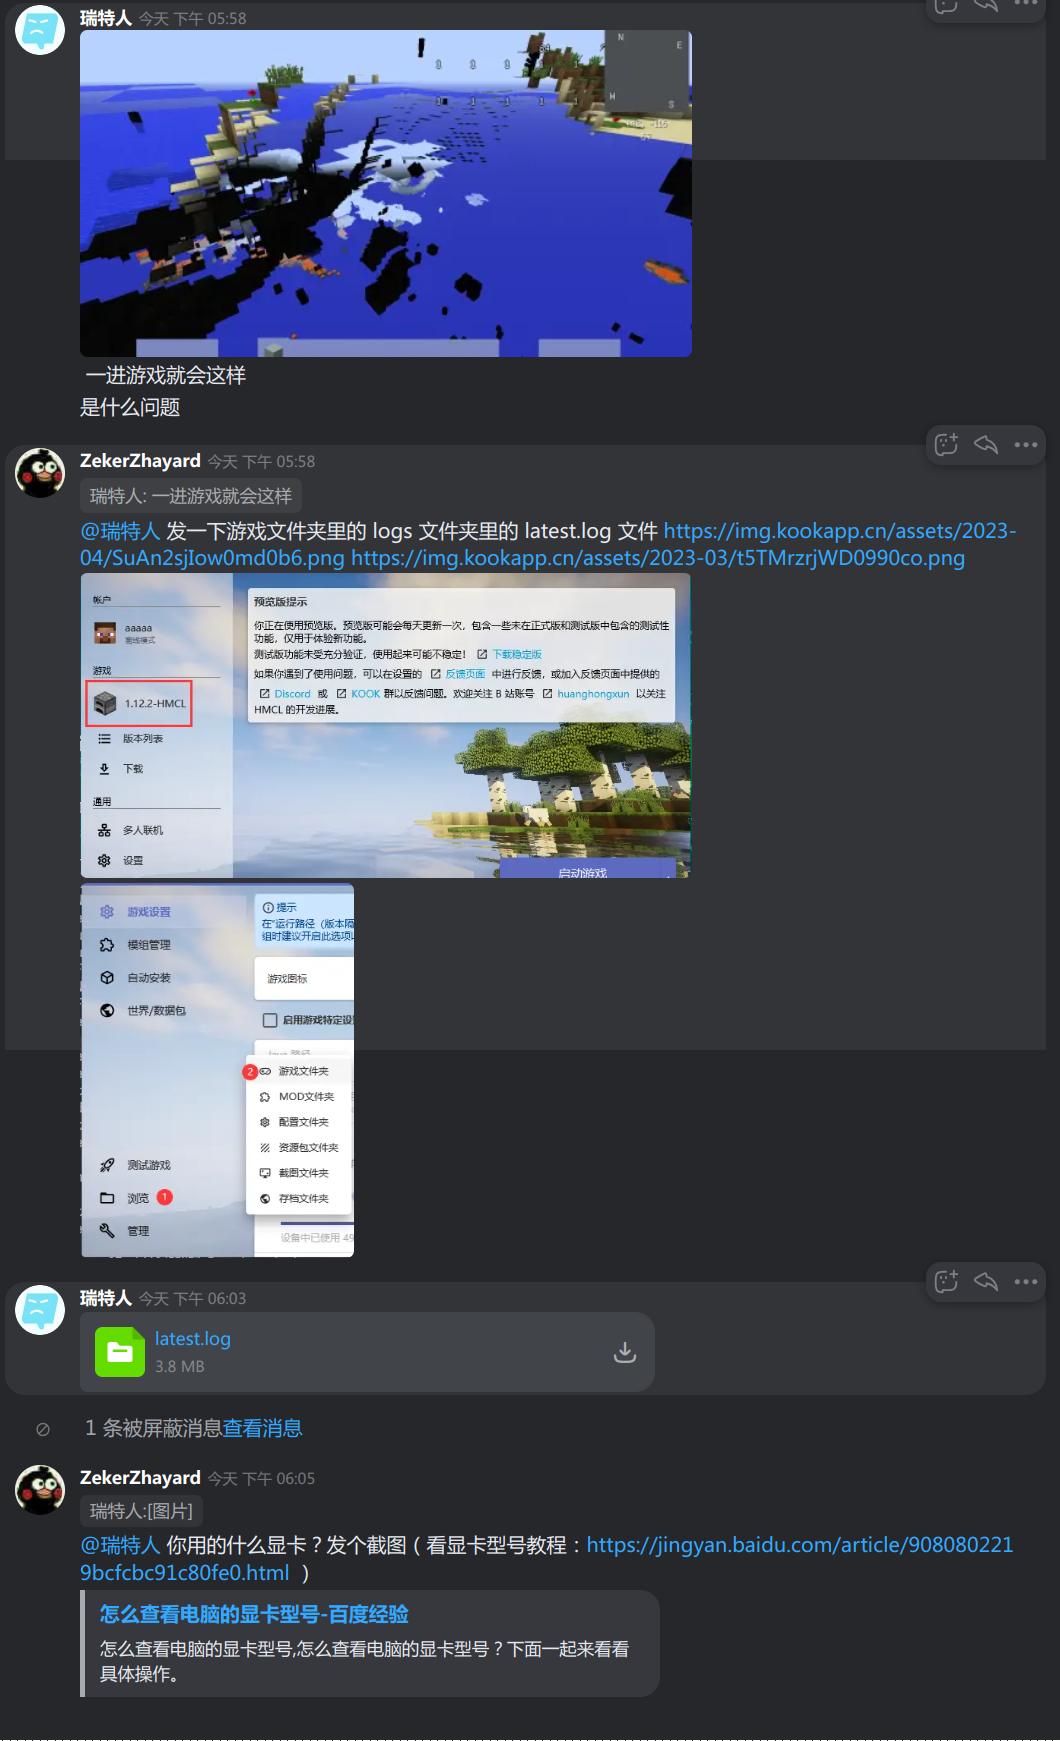 瑞特人 今天 下午 05:58
N
E
W
S
一进游戏就会这样
是什么问题
ZekerZhayard 今天 下午 05:58
瑞特人: 一进游戏就会这样
@瑞特人 发一下游戏文件夹里的 logs 文件夹里的 latest.log 文件 https://img.kookapp.cn/assets/2023-
04/SuAn2sjIow0md0b6.png https://img.kookapp.cn/assets/2023-03/t5TMrzrjWD0990co.png
帐户
aaaaa
离线模式
游戏
1.12.2-HMCL
版本列表
下载
通用
多人联机
设置
预览版提示
你正在使用预览版。预览版可能会每天更新一次，包含一些未在正式版和测试版中包含的测试性
功能，仅用于体验新功能。
测试版功能未受充分验证，使用起来可能不稳定！ 下载稳定版
如果你遇到了使用问题，可以在设置的 反馈页面 中进行反馈，或加入反馈页面中提供的
Discord 或 KOOK 群以反馈问题。欢迎关注 B 站账号 huanghongxun 以关注
HMCL 的开发进展。
启动游戏
游戏设置
模组管理
自动安装
世界/数据包
测试游戏
浏览 1
管理
提示
在"运行路径（版本隔
组时建议开启此选项以
游戏图标
启用游戏特定设置
Java 路径
2 游戏文件夹
MOD文件夹
配置文件夹
资源包文件夹
截图文件夹
存档文件夹
设备中已使用 49
瑞特人 今天 下午 06:03
latest.log
3.8 MB
1 条被屏蔽消息查看消息
ZekerZhayard 今天 下午 06:05
瑞特人:[图片]
@瑞特人 你用的什么显卡？发个截图（看显卡型号教程：https://jingyan.baidu.com/article/908080221
9bcfcbc91c80fe0.html ）
怎么查看电脑的显卡型号-百度经验
怎么查看电脑的显卡型号,怎么查看电脑的显卡型号？下面一起来看看
具体操作。